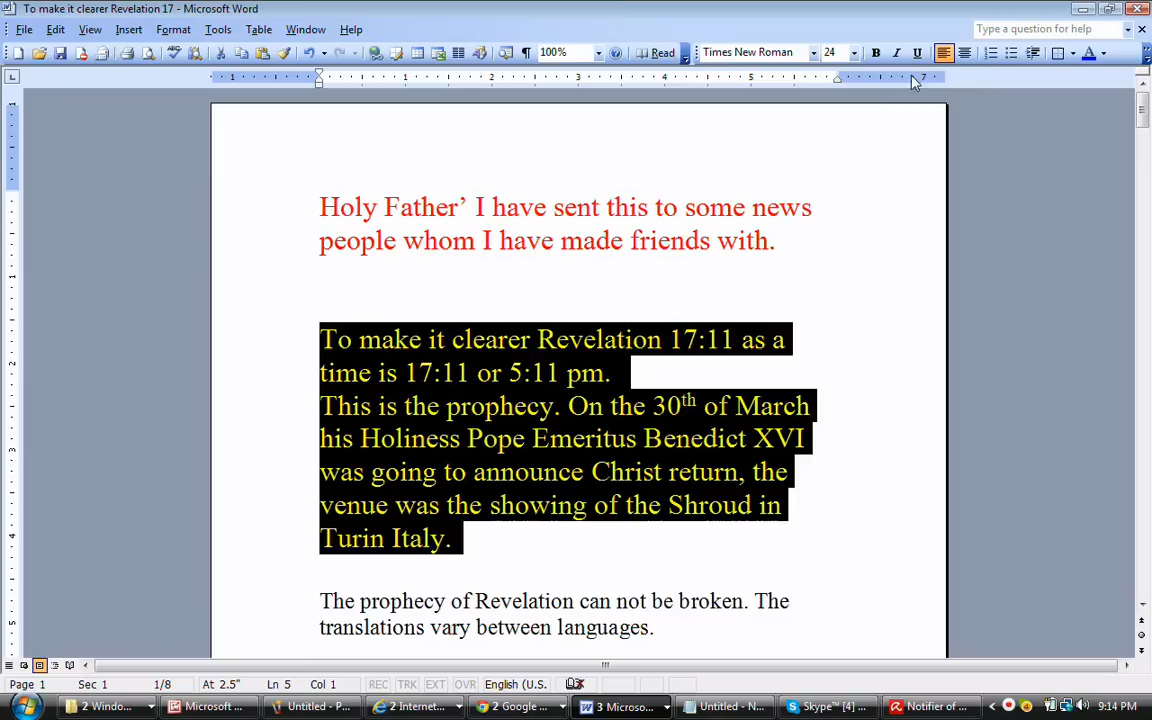 To make it clearer Revelation 17 - Microsoft Word
File Edit View Insert Format Tools Table Window Help
Type a question for help
100% Read Times New Roman 24 B I U
1 1 2 3 4 5 7
Holy Father’ I have sent this to some news
people whom I have made friends with.
To make it clearer Revelation 17:11 as a
time is 17:11 or 5:11 pm.
This is the prophecy. On the 30th of March
his Holiness Pope Emeritus Benedict XVI
was going to announce Christ return, the
venue was the showing of the Shroud in
Turin Italy.
The prophecy of Revelation can not be broken. The
translations vary between languages.
Page 1 Sec 1 1/8 At 2.5" Ln 5 Col 1 REC TRK EXT OVR English (U.S.
2 Windo... Microsoft ... Untitled - P... 2 Internet... 2 Google ... 3 Microso... Untitled - N... Skype™ [4] ... Notifier of ... 9:14 PM